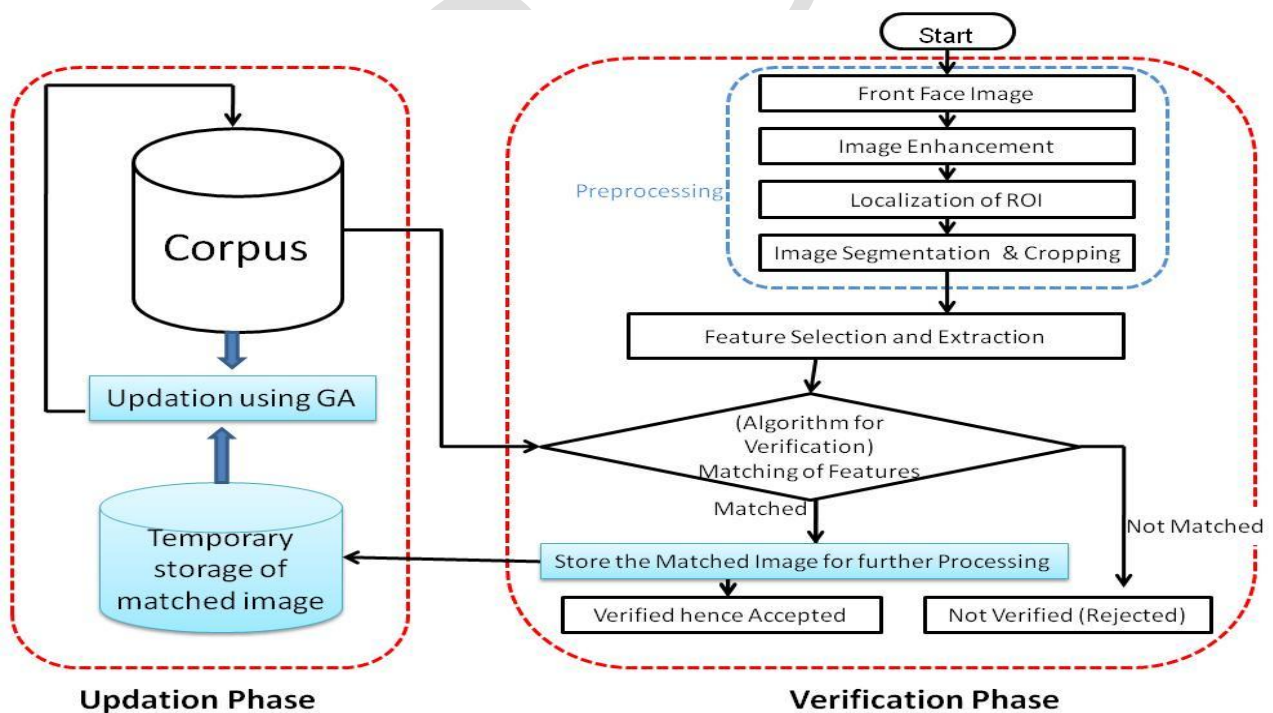 Start
Front Face Image
Image Enhancement
Preprocessing
Localization of ROI
Image Segmentation & Cropping
Corpus
Feature Selection and Extraction
Updation using GA
(Algorithm for
Verification)
Matching of Features
Matched
Not Matched
Temporary
storage of
matched image
Store the Matched Image for further Processing
Verified hence Accepted
Not Verified (Rejected)
Updation Phase
Verification Phase